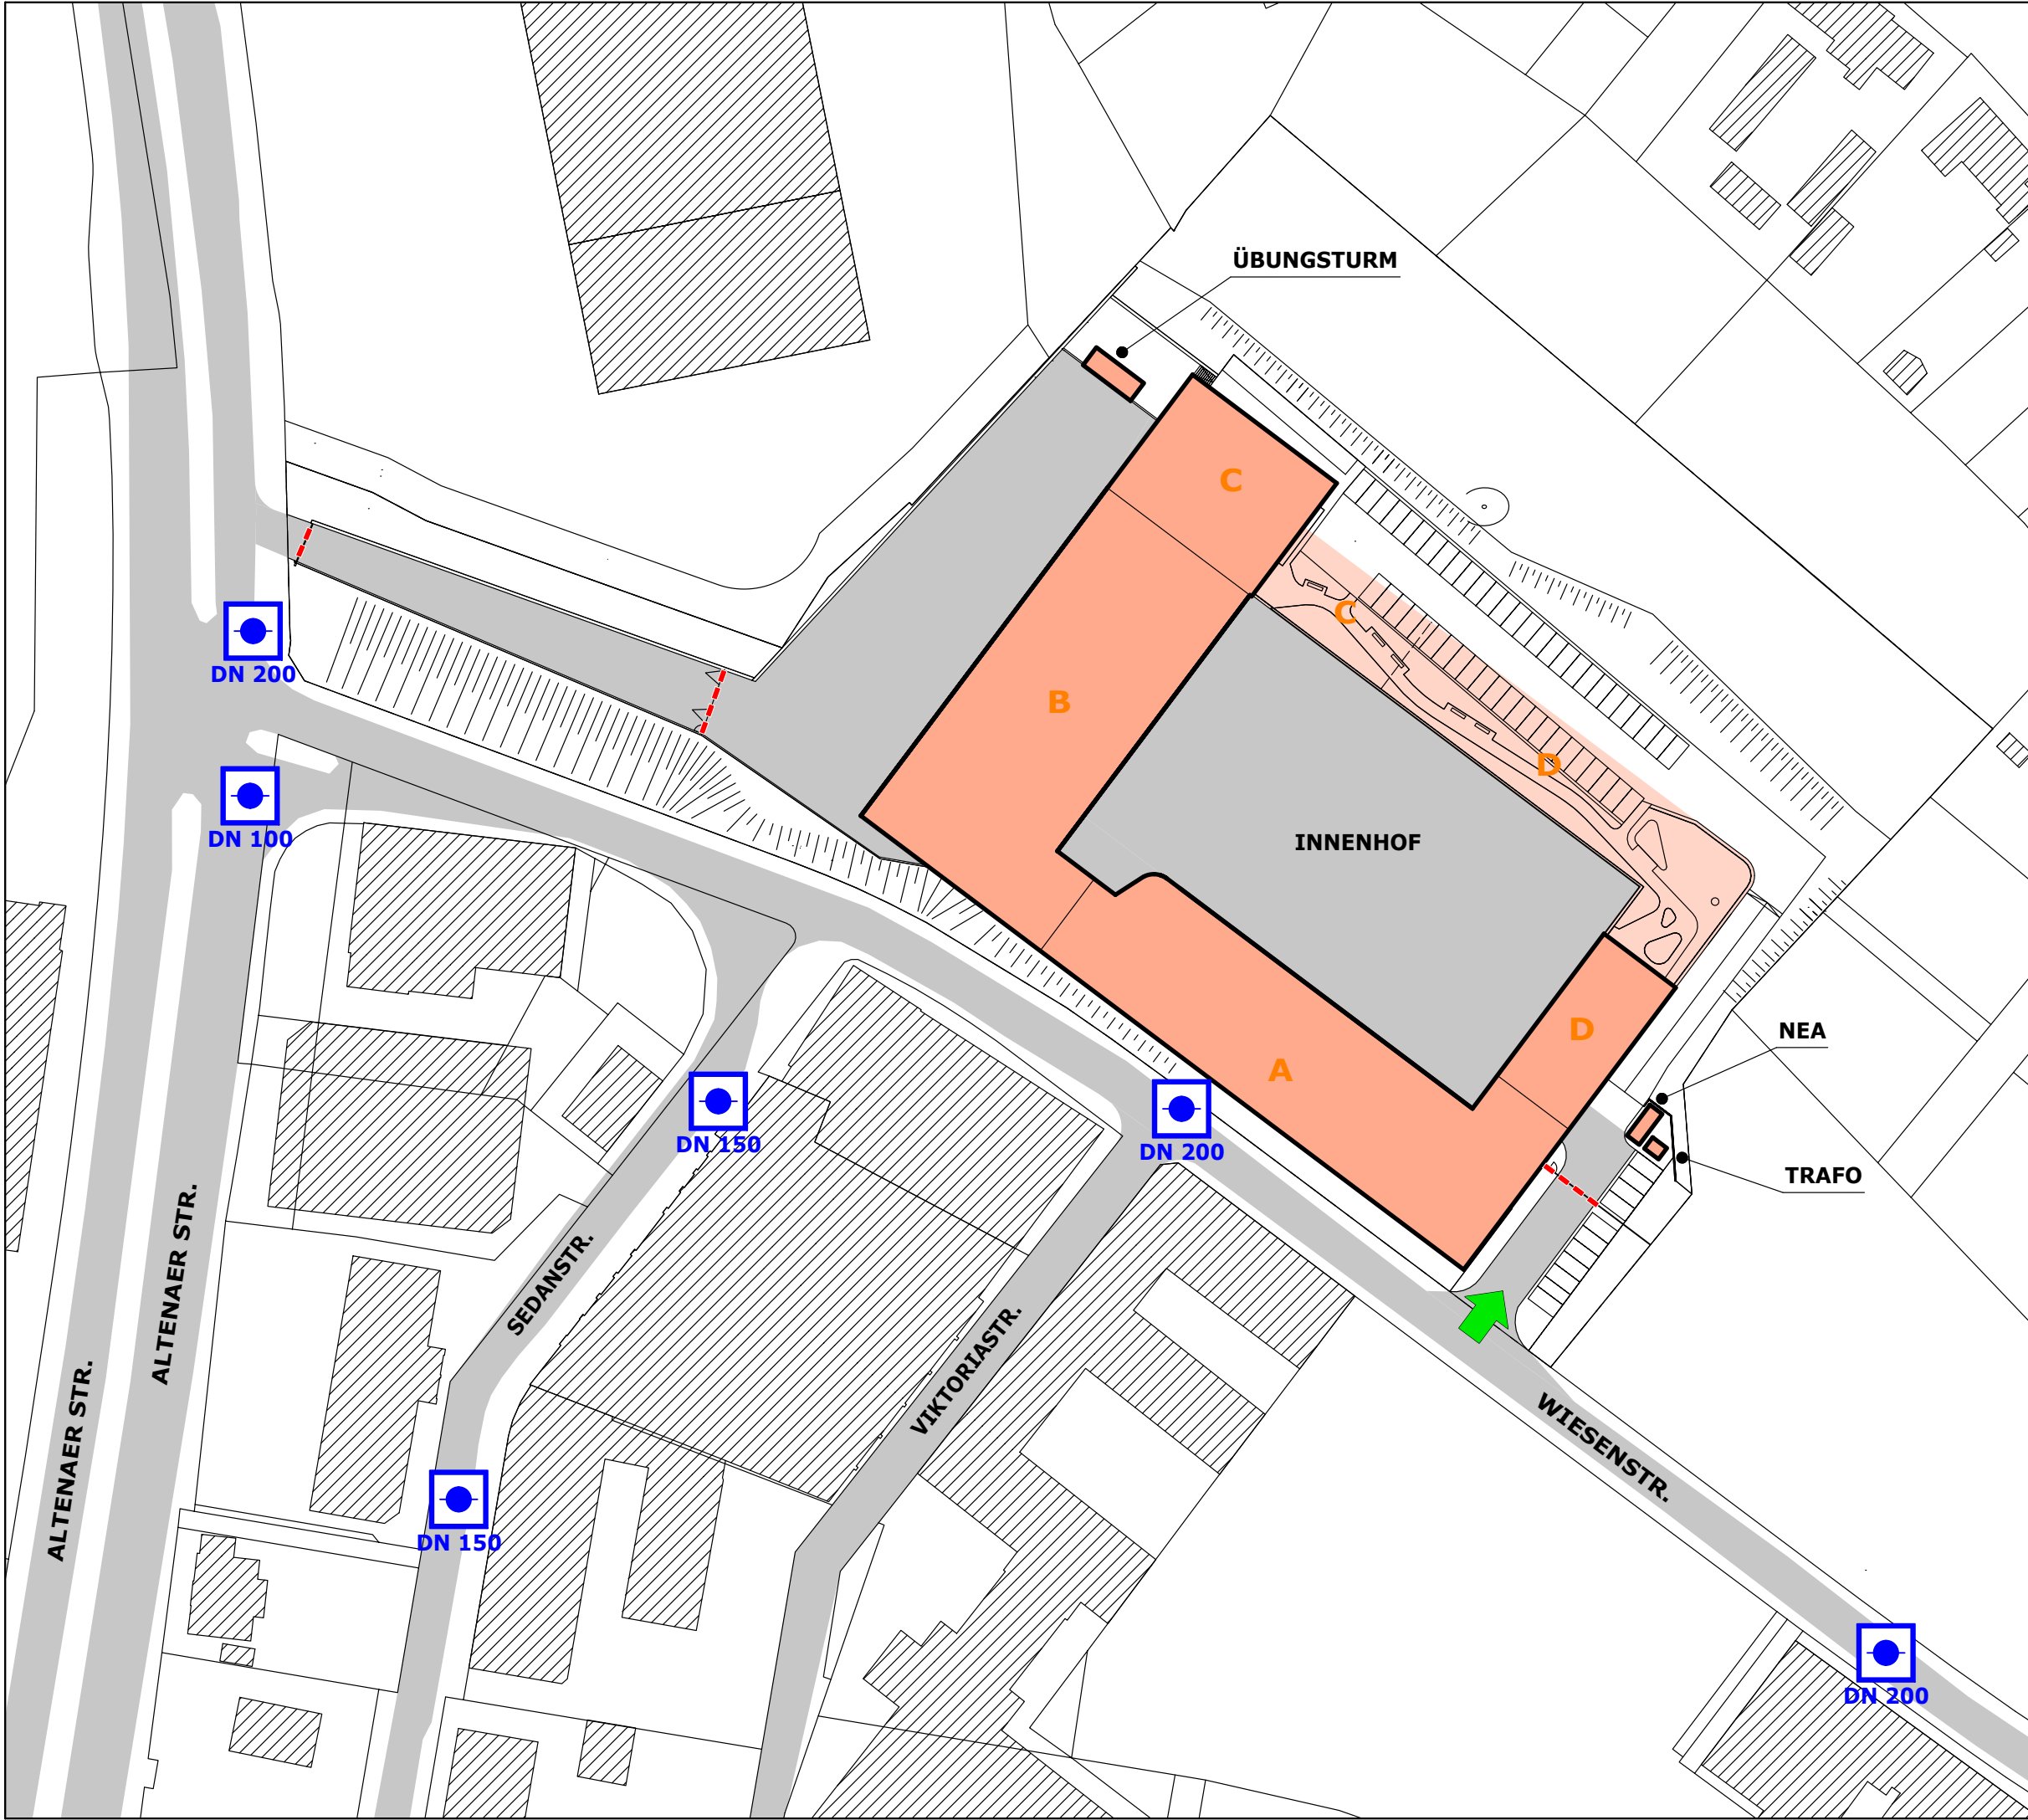 ÜBUNGSTURM
C
C
DN 200
B
D
DN 100
INNENHOF
NEA
D
A
DN 150
DN 200
TRAFO
ALTENAER STR.
SEDANSTR.
VIKTORIASTR.
ALTENAER STR.
WIESENSTR.
DN 150
DN 200